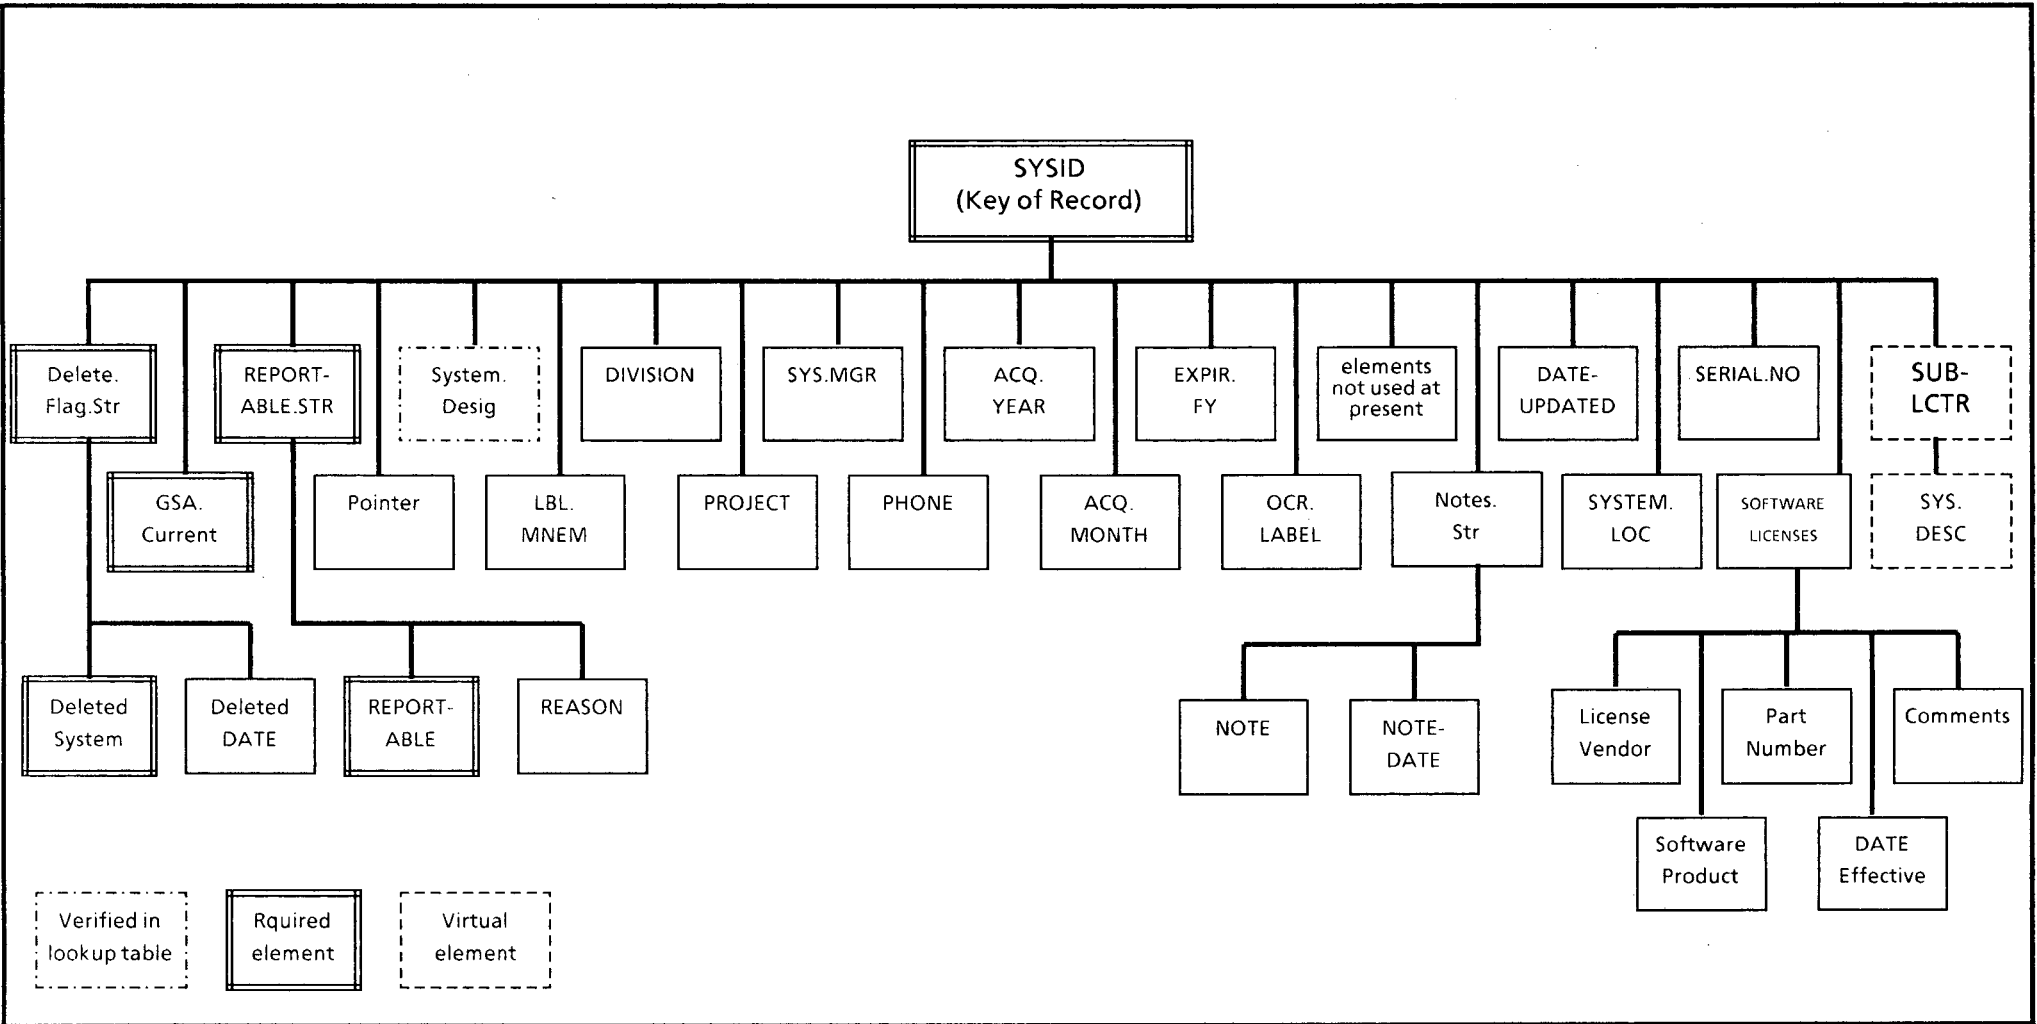 SYSID
(Key of Record)
Delete.
Flag.Str
REPORT-
ABLE.STR
System.
Desig
DIVISION
SYS.MGR
ACQ.
YEAR
EXPIR.
FY
elements
not used at
present
DATE-
UPDATED
SERIAL.NO
SUB-
LCTR
GSA.
Current
Pointer
LBL.
MNEM
PROJECT
PHONE
ACQ.
MONTH
OCR.
LABEL
Notes.
Str
SYSTEM.
LOC
SOFTWARE
LICENSES
SYS.
DESC
Deleted
System
Deleted
DATE
REPORT-
ABLE
REASON
NOTE
NOTE-
DATE
License
Vendor
Part
Number
Comments
Software
Product
DATE
Effective
Verified in
lookup table
Rquired
element
Virtual
element